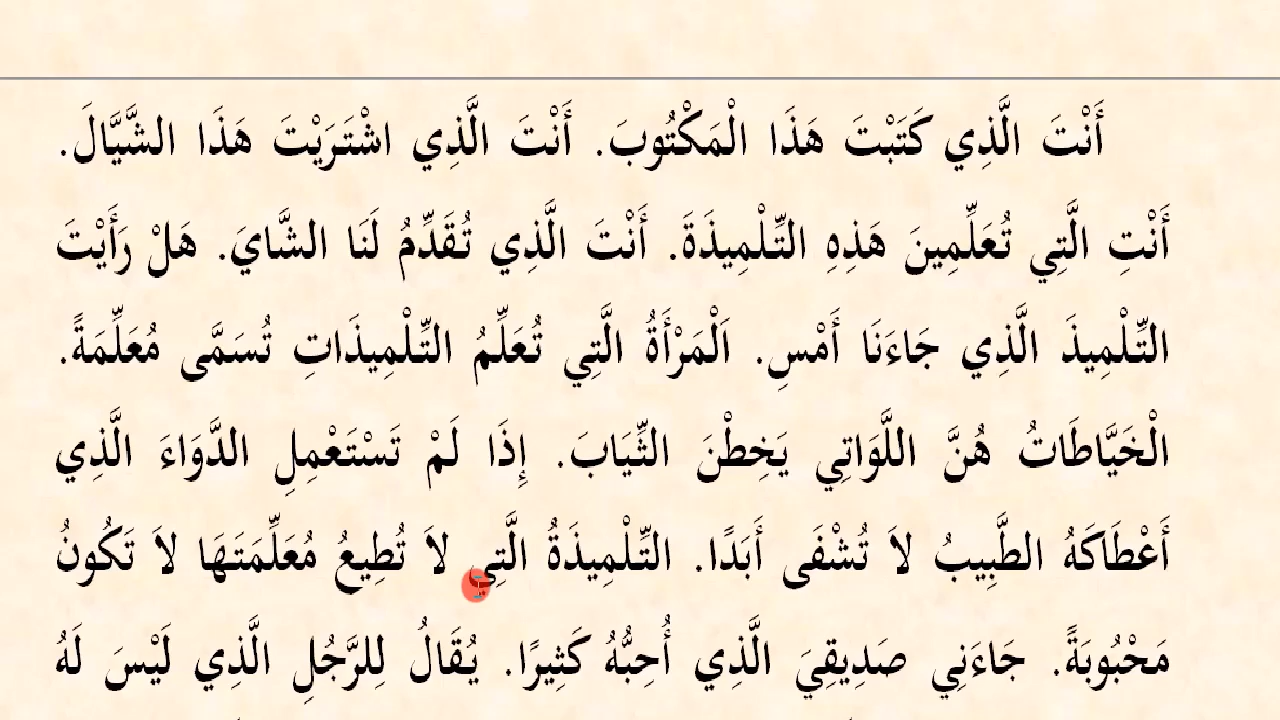 أَنْتَ الَّذِي كَتَبْتَ هَذَا الْمَكْتُوبَ. أَنْتَ الَّذِي اشْتَرَيْتَ هَذَا الشَّيَّالَ.
أَنْتِ الَّتِي تُعَلِّمِينَ هَذِهِ التِّلْمِيذَةَ. أَنْتَ الَّذِي تُقَدِّمُ لَنَا الشَّايَ. هَلْ رَأَيْتَ
التِّلْمِيذَ الَّذِي جَاءَنَا أَمْسِ. اَلْمَرْأَةُ الَّتِي تُعَلِّمُ التِّلْمِيذَاتِ تُسَمَّى مُعَلِّمَةً.
الْخَيَّاطَاتُ هُنَّ اللَّوَاتِي يَخِطْنَ الثِّيَابَ. إِذَا لَمْ تَسْتَعْمِلِ الدَّوَاءَ الَّذِي
أَعْطَاكَهُ الطَّبِيبُ لاَ تُشْفَى أَبَدًا. التِّلْمِيذَةُ الَّتِي لاَ تُطِيعُ مُعَلِّمَتَهَا لاَ تَكُونُ
مَحْبُوبَةً. جَاءَنِي صَدِيقِيَ الَّذِي أُحِبُّهُ كَثِيرًا. يُقَالُ لِلرَّجُلِ الَّذِي لَيْسَ لَهُ